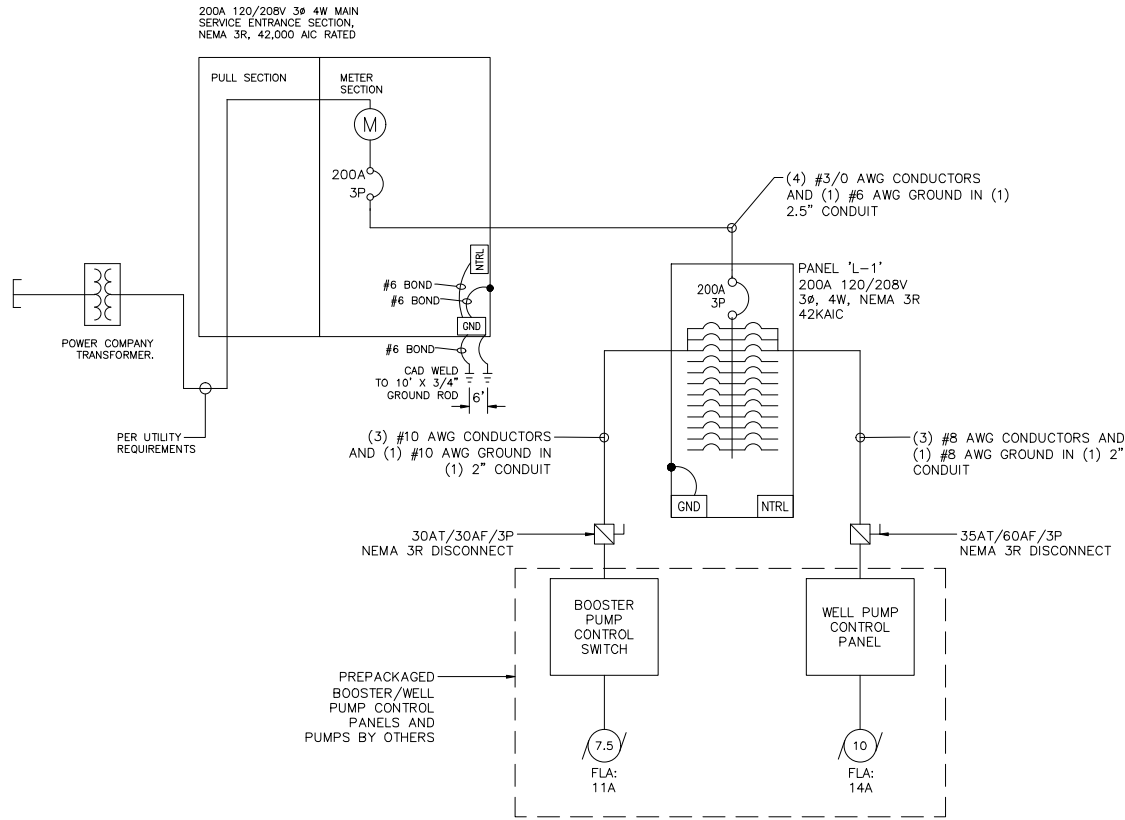 200A 120/208V 3ø 4W MAIN
SERVICE ENTRANCE SECTION,
NEMA 3R, 42,000 AIC RATED
PULL SECTION
METER
SECTION
M
200A
3P
(4) #3/0 AWG CONDUCTORS
AND (1) #6 AWG GROUND IN (1)
2.5" CONDUIT
NTRL
#6 BOND
#6 BOND
GND
#6 BOND
CAD WELD
TO 10' X 3/4"
GROUND ROD
6'
POWER COMPANY
TRANSFORMER.
PER UTILITY
REQUIREMENTS
PANEL 'L-1'
200A 120/208V
3ø, 4W, NEMA 3R
42KAIC
200A
3P
GND
NTRL
(3) #10 AWG CONDUCTORS
AND (1) #10 AWG GROUND IN
(1) 2" CONDUIT
(3) #8 AWG CONDUCTORS AND
(1) #8 AWG GROUND IN (1) 2"
CONDUIT
30AT/30AF/3P
NEMA 3R DISCONNECT
35AT/60AF/3P
NEMA 3R DISCONNECT
BOOSTER
PUMP
CONTROL
SWITCH
WELL PUMP
CONTROL
PANEL
PREPACKAGED
BOOSTER/WELL
PUMP CONTROL
PANELS AND
PUMPS BY OTHERS
7.5
FLA:
11A
10
FLA:
14A